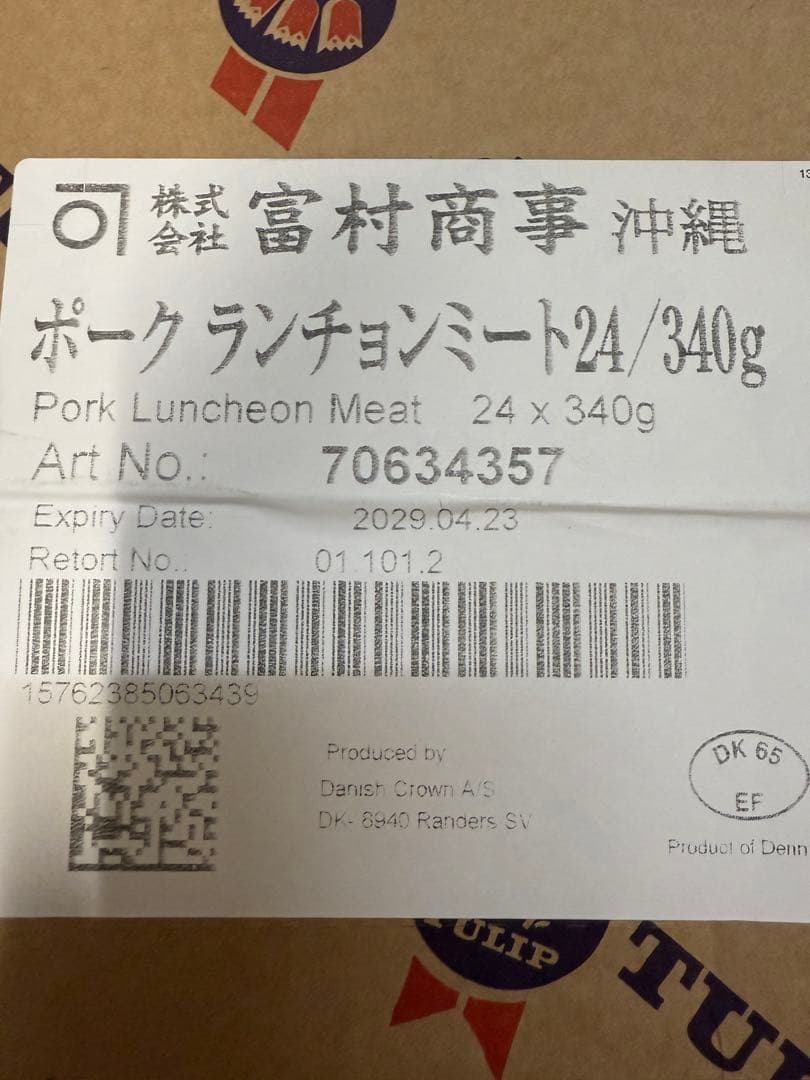 13
株式会社 富村商事 沖縄
ポーク ランチョンミート24/340g
Pork Luncheon Meat 24 x 340g
Art No.: 70634357
Expiry Date: 2029.04.23
Retort No.: 01.101.2
15762385063439
Produced by
Danish Crown A/S
DK- 8940 Randers SV
DK 65
EF
Product of Denm
TULIP
TU